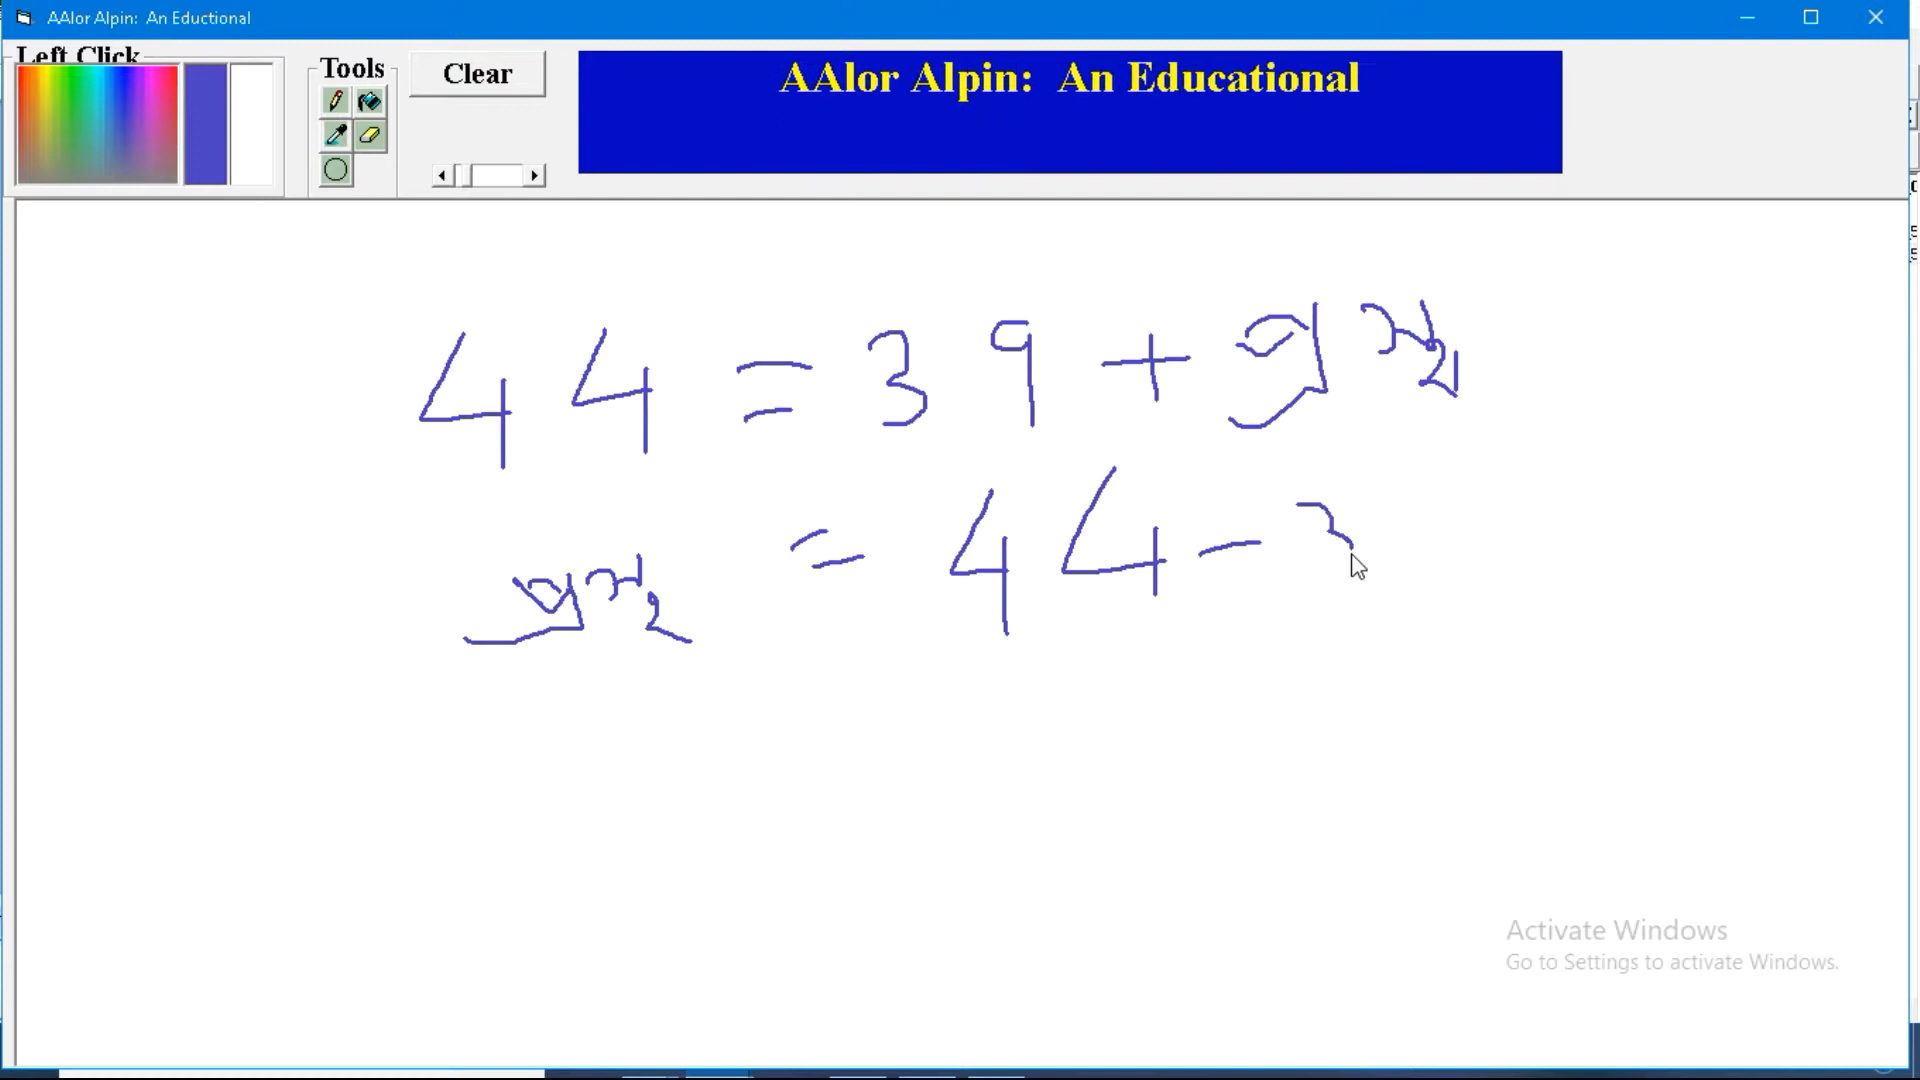 AAlor Alpin:  An Eductional
Left Click
Tools
Clear
AAlor Alpin:  An Educational
44 = 39 +
= 44 - 3
Activate Windows
Go to Settings to activate Windows.